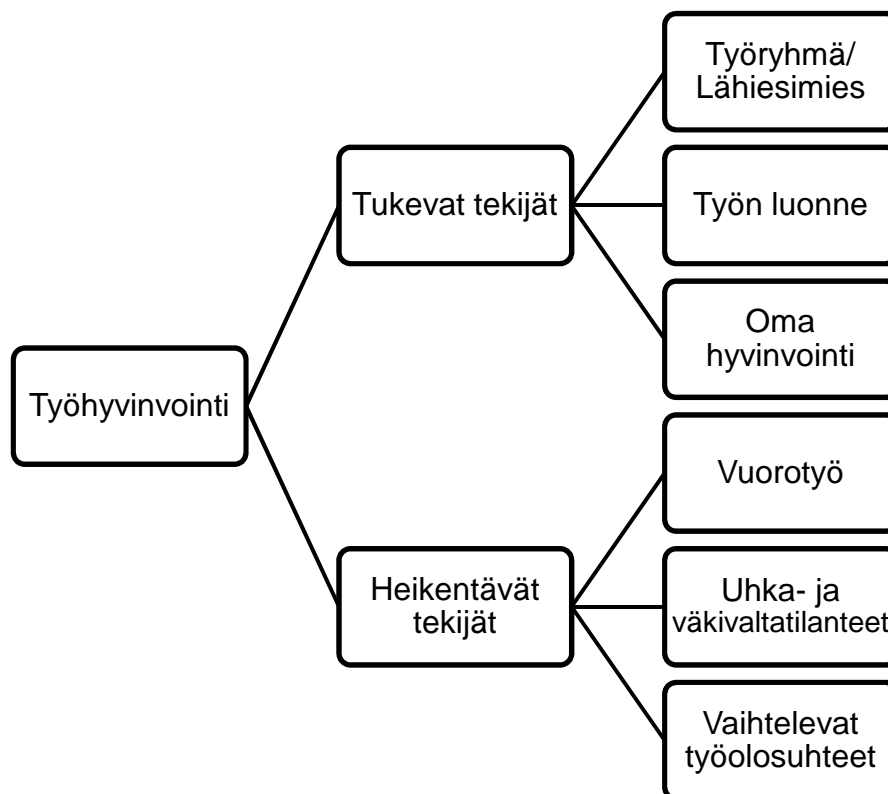 Työhyvinvointi
Tukevat tekijät
Työryhmä/
Lähiesimies
Työn luonne
Oma
hyvinvointi
Heikentävät
tekijät
Vuorotyö
Uhka- ja
väkivaltatilanteet
Vaihtelevat
työolosuhteet